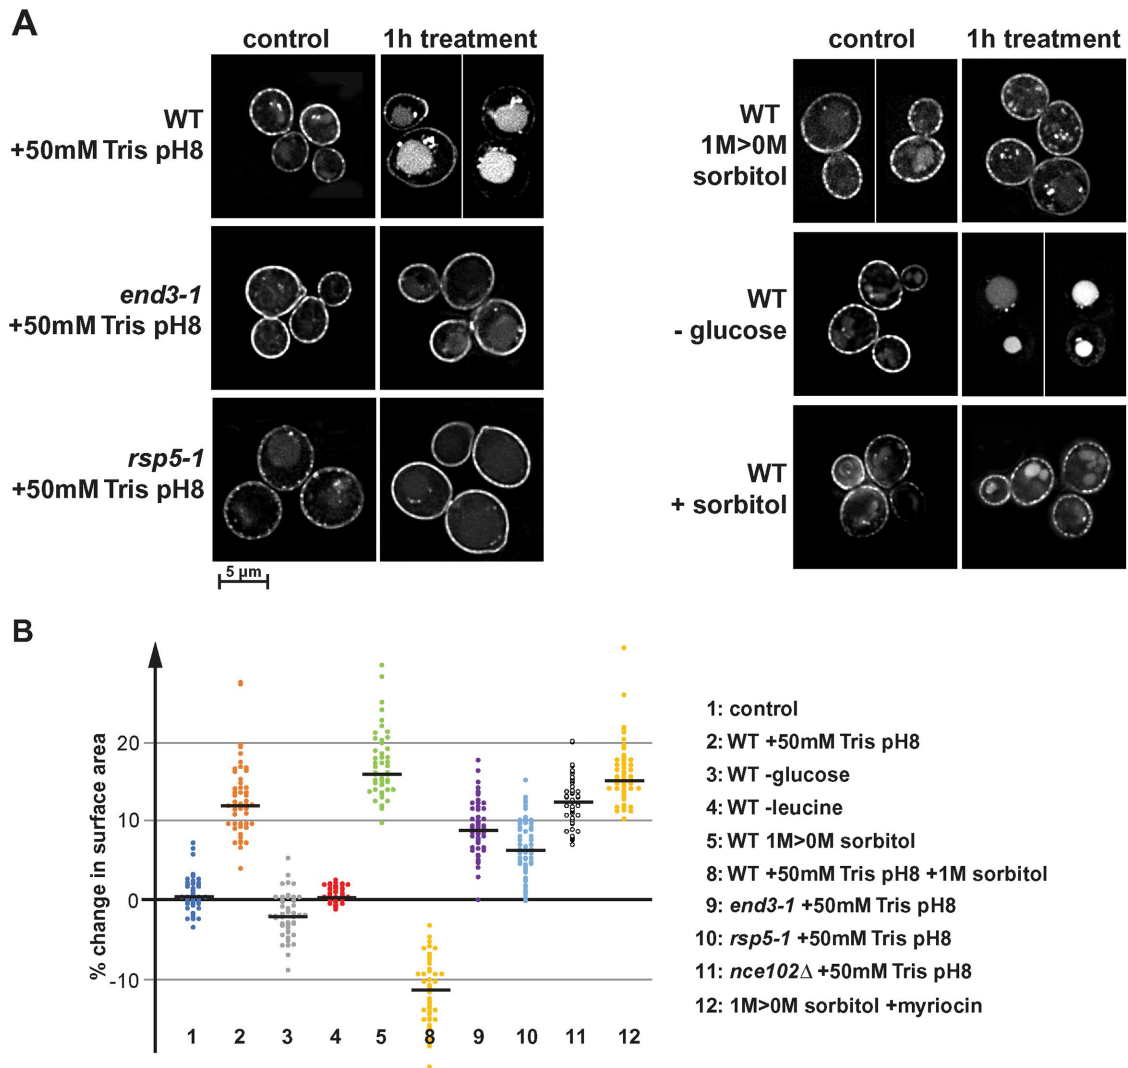 A
control 1h treatment
WT
+50mM Tris pH8
end3-1
+50mM Tris pH8
rsp5-1
+50mM Tris pH8
5 µm
control 1h treatment
WT
1M>0M
sorbitol
WT
- glucose
WT
+ sorbitol
B
% change in surface area
20
10
0
-10
1 2 3 4 5 8 9 10 11 12
1: control
2: WT +50mM Tris pH8
3: WT -glucose
4: WT -leucine
5: WT 1M>0M sorbitol
8: WT +50mM Tris pH8 +1M sorbitol
9: end3-1 +50mM Tris pH8
10: rsp5-1 +50mM Tris pH8
11: nce102Δ +50mM Tris pH8
12: 1M>0M sorbitol +myriocin